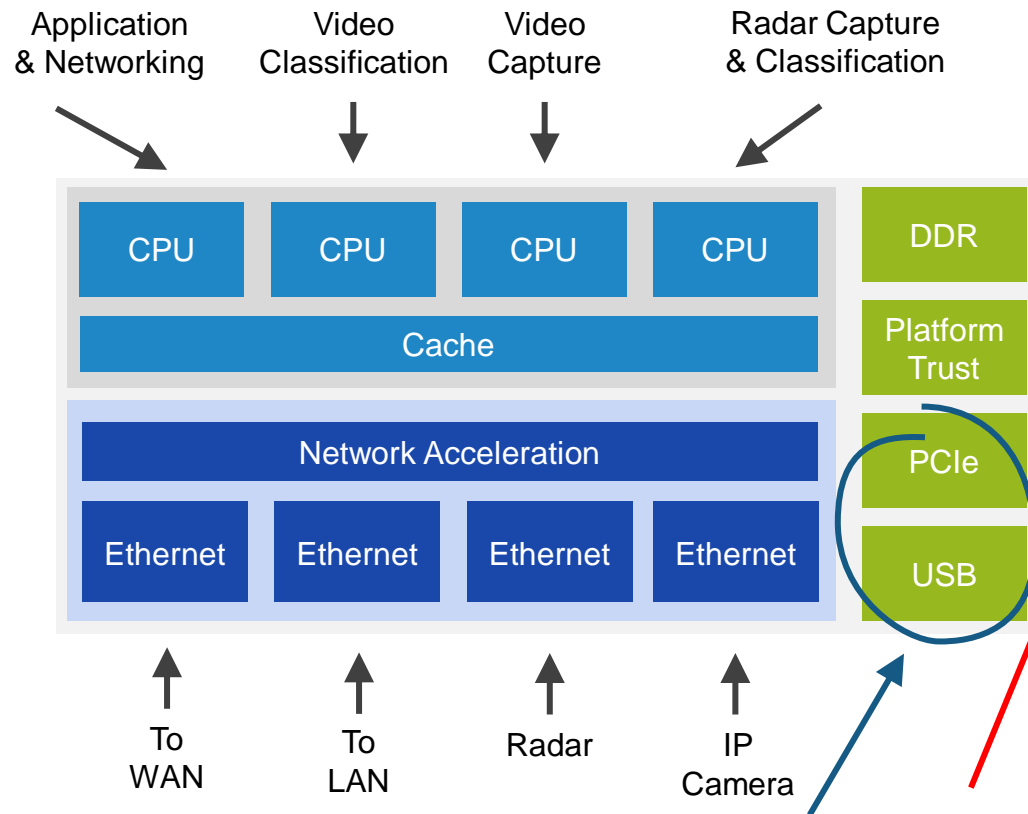 Application
& Networking
Video
Classification
Video
Capture
Radar Capture
& Classification
CPU
CPU
CPU
CPU
DDR
Cache
Platform
Trust
Network Acceleration
PCIe
Ethernet
Ethernet
Ethernet
Ethernet
USB
To
WAN
To
LAN
Radar
IP
Camera